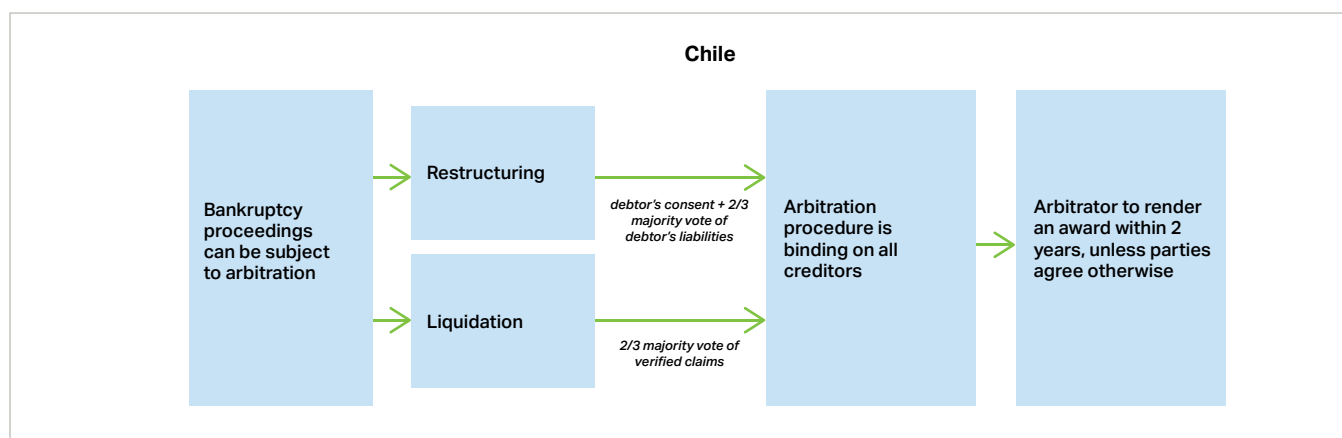 Chile
Bankruptcy
proceedings
can be subject
to arbitration
Restructuring
debtor's consent + 2/3
majority vote of
debtor's liabilities
Liquidation
2/3 majority vote of
verified claims
Arbitration
procedure is
binding on all
creditors
Arbitrator to render
an award within 2
years, unless parties
agree otherwise